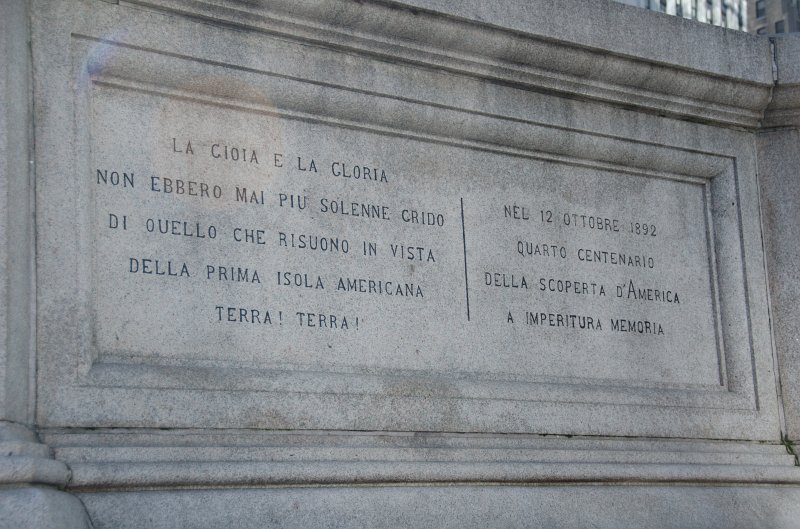 LA GIOIA E LA GLORIA
NON EBBERO MAI PIU SOLENNE GRIDO
DI QUELLO CHE RISUONO IN VISTA
DELLA PRIMA ISOLA AMERICANA
TERRA! TERRA!
NEL 12 OTTOBRE 1892
QUARTO CENTENARIO
DELLA SCOPERTA D'AMERICA
A IMPERITURA MEMORIA